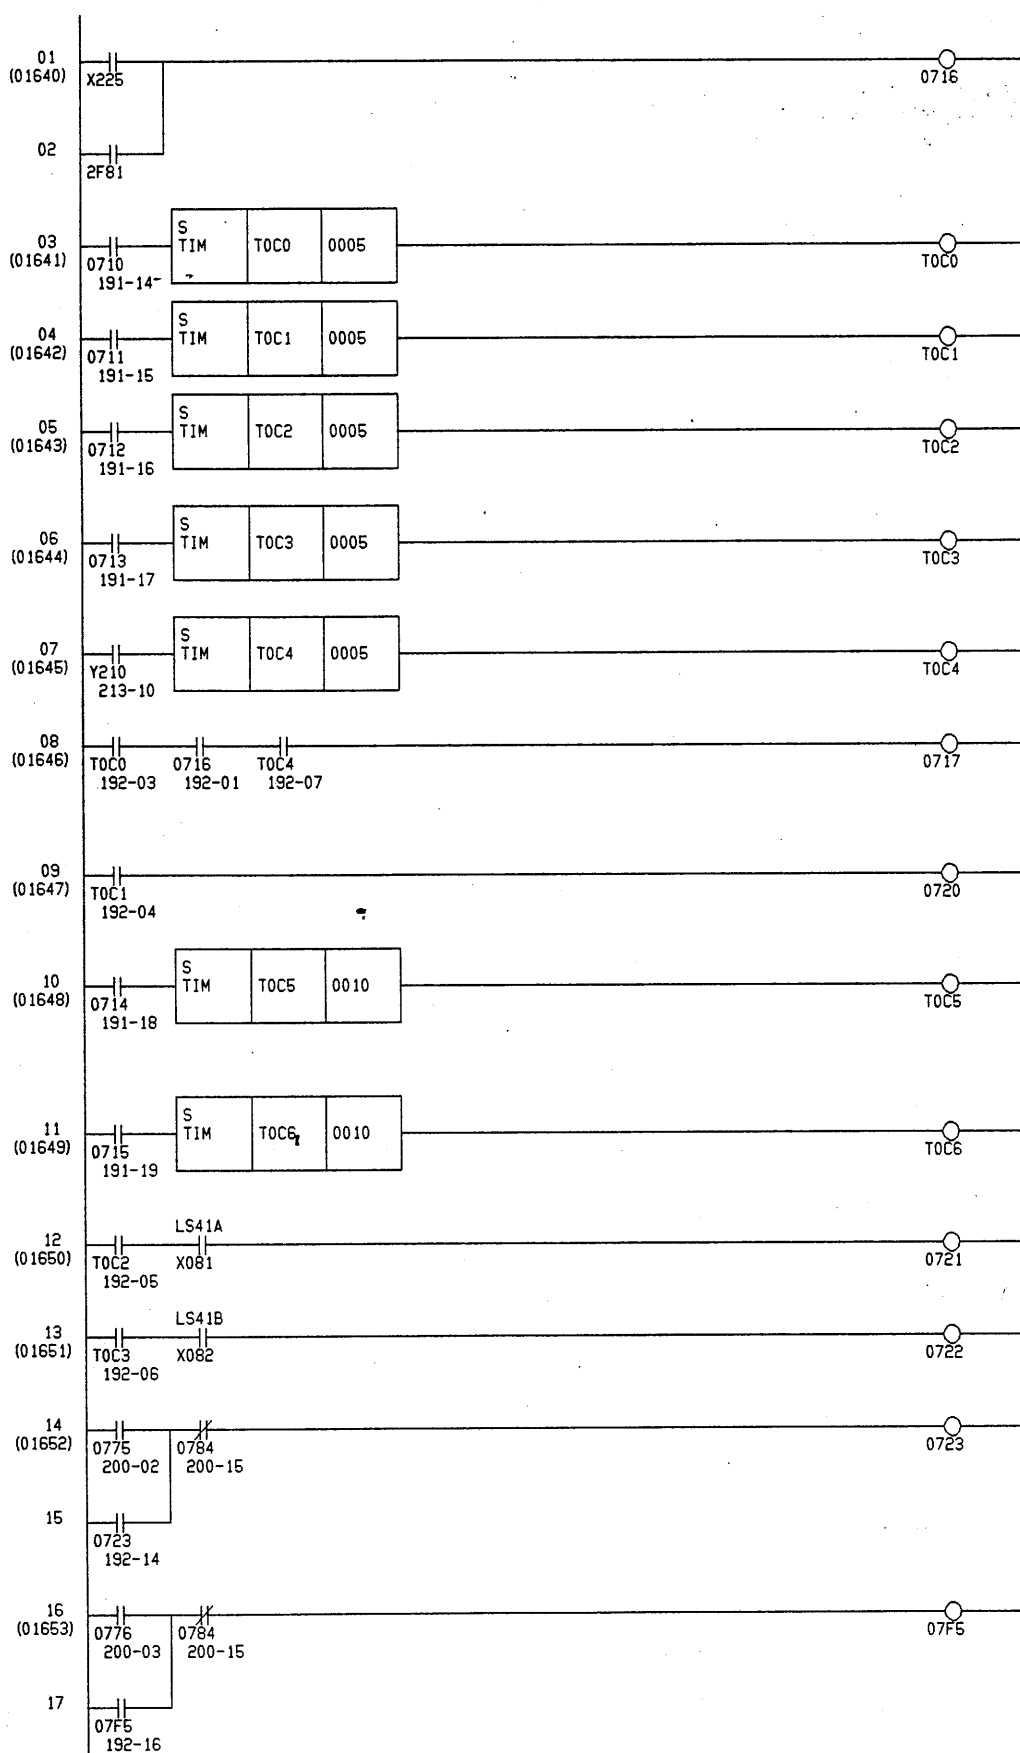 01
(01640)
X225
0716
02
2F81
03
(01641)
0710
191-14
S
TIM
T0C0
0005
T0C0
04
(01642)
0711
191-15
S
TIM
T0C1
0005
T0C1
05
(01643)
0712
191-16
S
TIM
T0C2
0005
T0C2
06
(01644)
0713
191-17
S
TIM
T0C3
0005
T0C3
07
(01645)
Y210
213-10
S
TIM
T0C4
0005
T0C4
08
(01646)
T0C0
192-03
0716
192-01
T0C4
192-07
0717
09
(01647)
T0C1
192-04
0720
10
(01648)
0714
191-18
S
TIM
T0C5
0010
T0C5
11
(01649)
0715
191-19
S
TIM
T0C6
0010
T0C6
12
(01650)
T0C2
192-05
LS41A
X081
0721
13
(01651)
T0C3
192-06
LS41B
X082
0722
14
(01652)
0775
200-02
0784
200-15
0723
15
0723
192-14
16
(01653)
0776
200-03
0784
200-15
07F5
17
07F5
192-16